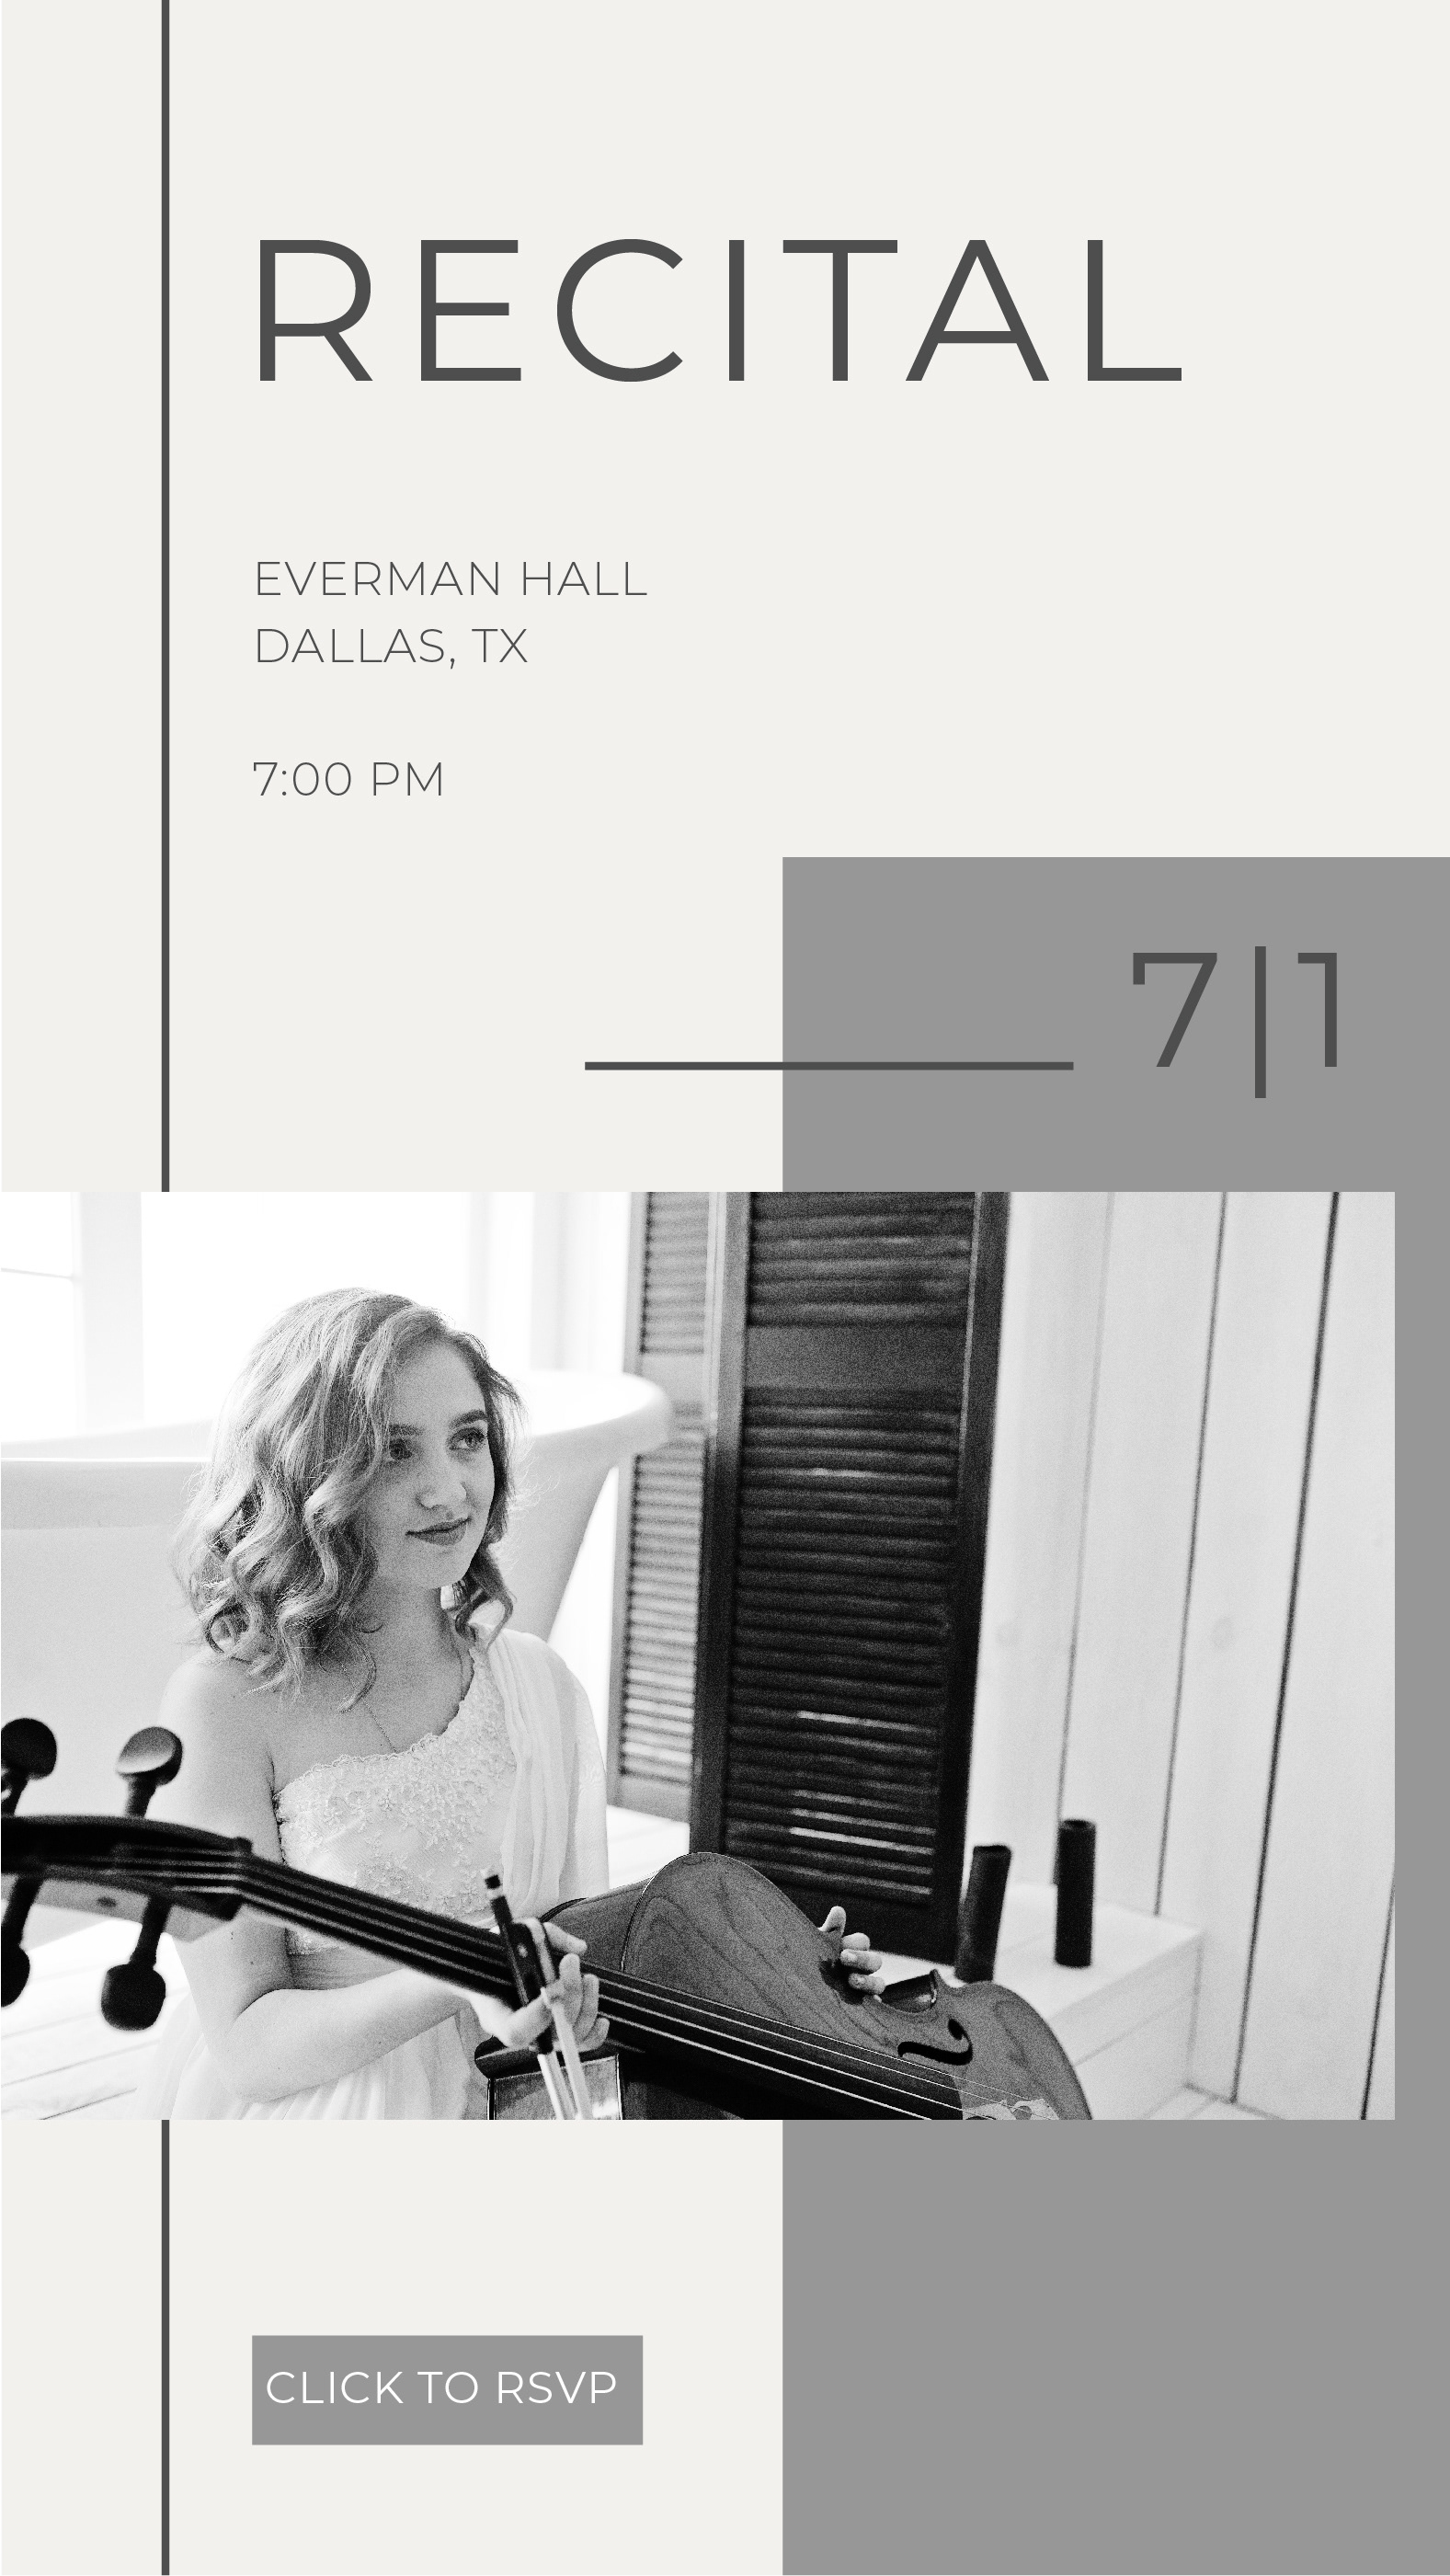 RECITAL
EVERMAN HALL
DALLAS, TX
7:00 PM
7|1
CLICK TO RSVP